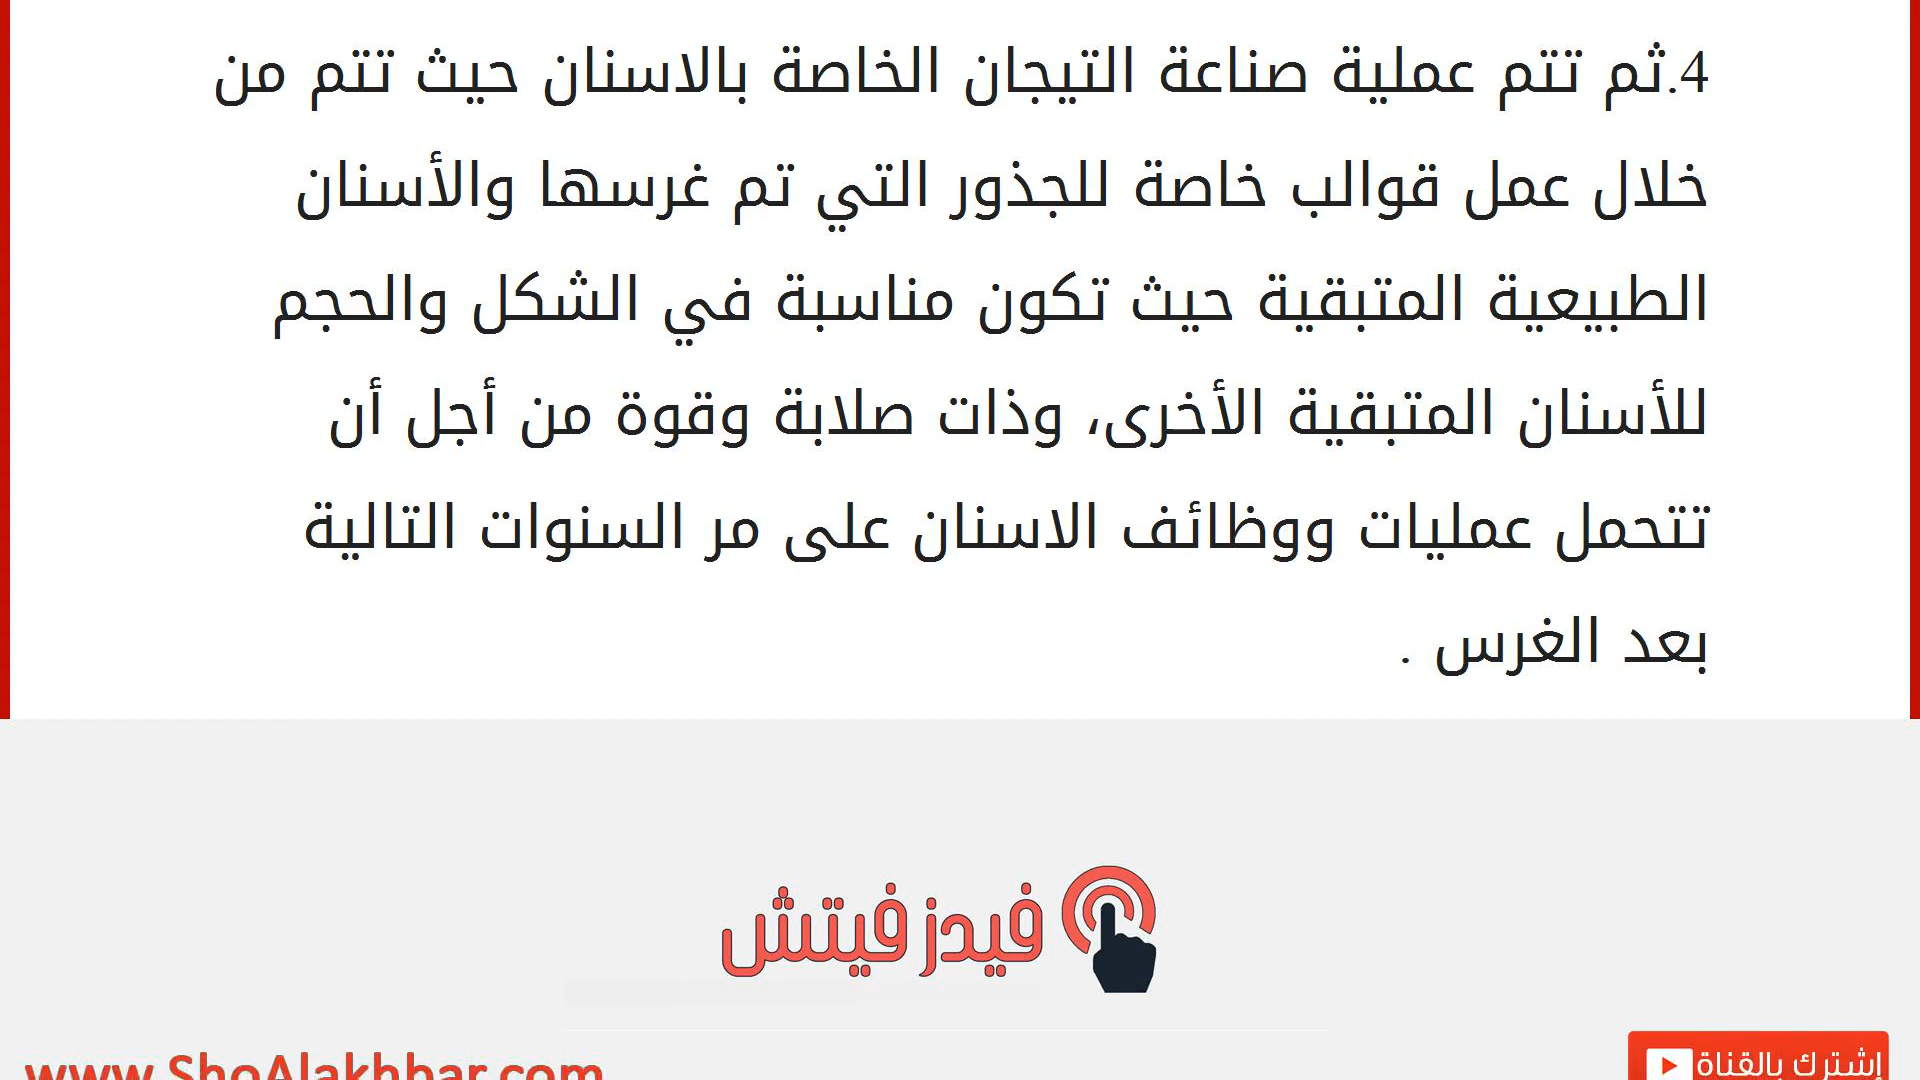 4.ثم تتم عملية صناعة التيجان الخاصة بالاسنان حيث تتم من
خلال عمل قوالب خاصة للجذور التي تم غرسها والأسنان
الطبيعية المتبقية حيث تكون مناسبة في الشكل والحجم
للأسنان المتبقية الأخرى، وذات صلابة وقوة من أجل أن
تتحمل عمليات ووظائف الاسنان على مر السنوات التالية
بعد الغرس .
فيدز فيتش
www.ShoAlakhbar.com
إشترك بالقناة